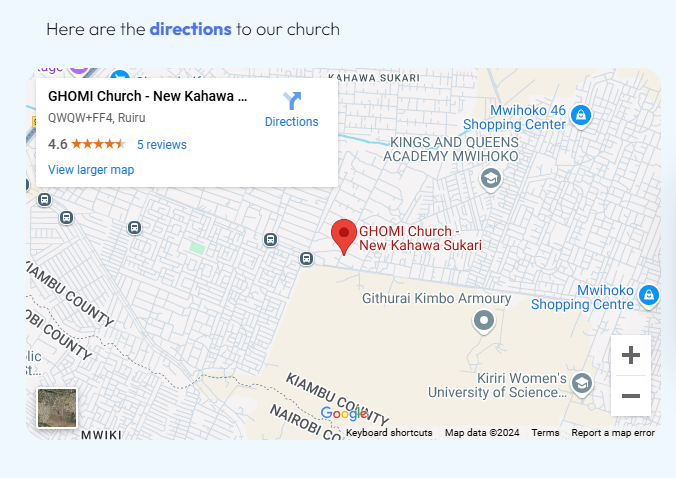 Here are the directions to our church
KAHAWA SUKARI
GHOMI Church - New Kahawa ...
QWQW+FF4, Ruiru
Directions
4.6
5 reviews
View larger map
Mwihoko 46
Shopping Center
KINGS AND QUEENS
ACADEMY MWIHOKO
GHOMI Church -
New Kahawa Sukari
KIAMBU COUNTY
OBI COUNTY
Mwihoko
Shopping Centre
Githurai Kimbo Armoury
lic
St...
KIAMBU COUNTY
NAIROBI COUNTY
Kiriri Women's
University of Science...
Google
MWIKI
Keyboard shortcuts
Map data ©2024
Terms
Report a map error